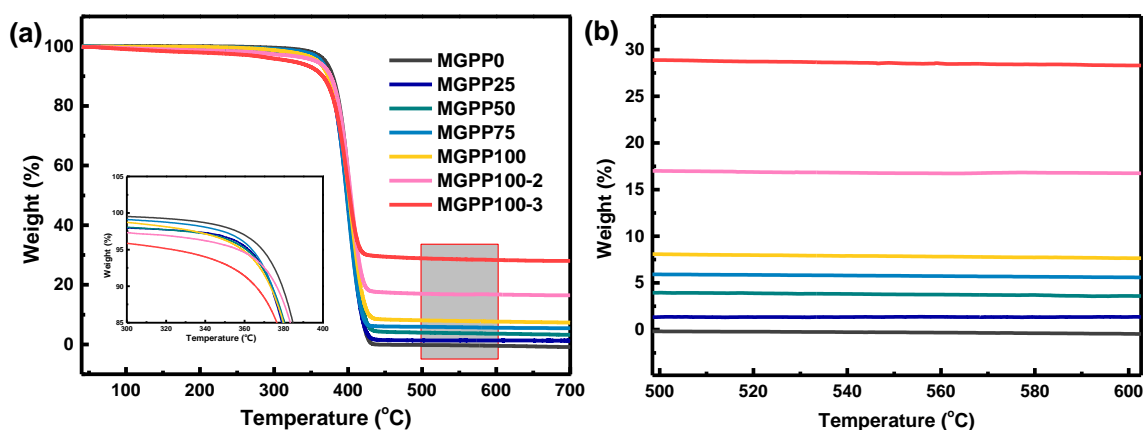 (a)
100
80
60
40
20
0
Weight (%)
100
200
300
400
500
600
700
Temperature (°C)
MGPP0
MGPP25
MGPP50
MGPP75
MGPP100
MGPP100-2
MGPP100-3
105
100
95
90
85
Weight (%)
300
320
340
360
380
400
Temperature (°C)
(b)
30
25
20
15
10
5
0
Weight (%)
500
520
540
560
580
600
Temperature (°C)